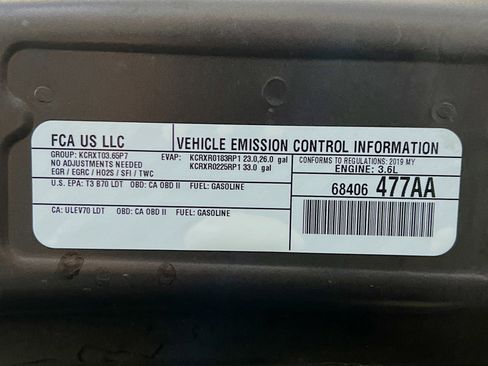 FCA US LLC
VEHICLE EMISSION CONTROL INFORMATION
GROUP: KCRXT03.65P7
NO ADJUSTMENTS NEEDED
EGR / EGRC / HO2S / SFI / TWC
EVAP: KCRXR0183RP1 23.0,26.0 gal
KCRXR0225RP1 33.0 gal
CONFORMS TO REGULATIONS: 2019 MY
ENGINE: 3.6L
U.S. EPA: T3 B70 LDT OBD: CA OBD II FUEL: GASOLINE
68406 477AA
CA: ULEV70 LDT OBD: CA OBD II FUEL: GASOLINE